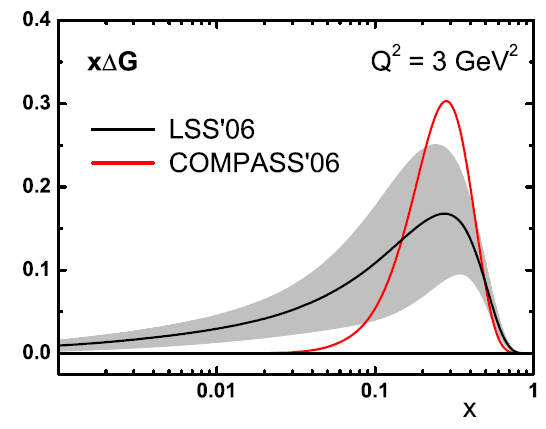 0.4
xΔG
Q² = 3 GeV²
0.3
LSS'06
COMPASS'06
0.2
0.1
0.0
0.01
0.1
1
x